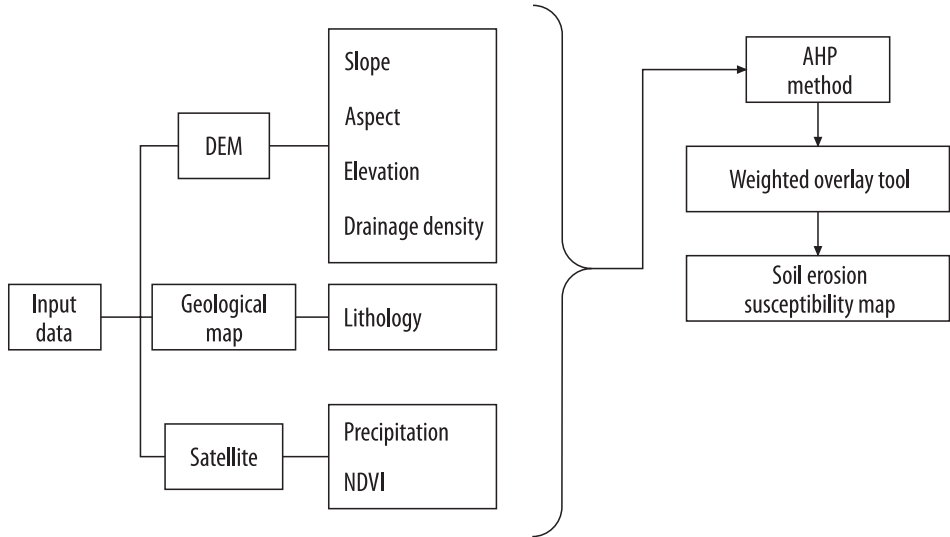 Input
data
DEM
Geological
map
Satellite
Slope
Aspect
Elevation
Drainage density
Lithology
Precipitation
NDVI
AHP
method
Weighted overlay tool
Soil erosion
susceptibility map